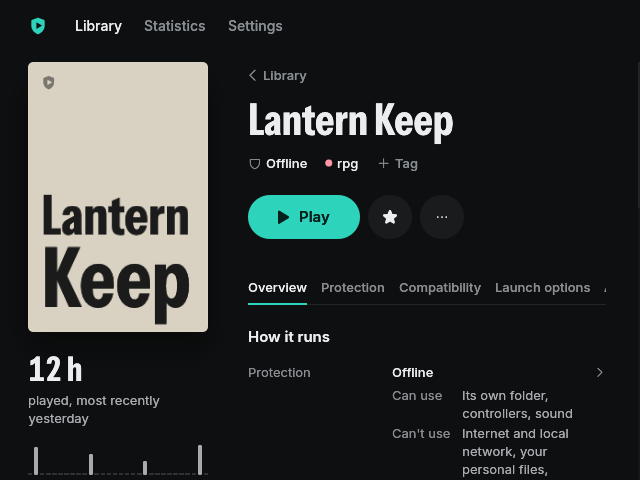 Library
Statistics
Settings
Lantern
Keep
12 h
played, most recently
yesterday
Library
Lantern Keep
Offline
rpg
Tag
Play
Overview
Protection
Compatibility
Launch options
How it runs
Protection
Offline
Can use
Its own folder,
controllers, sound
Can't use
Internet and local
network, your
personal files,